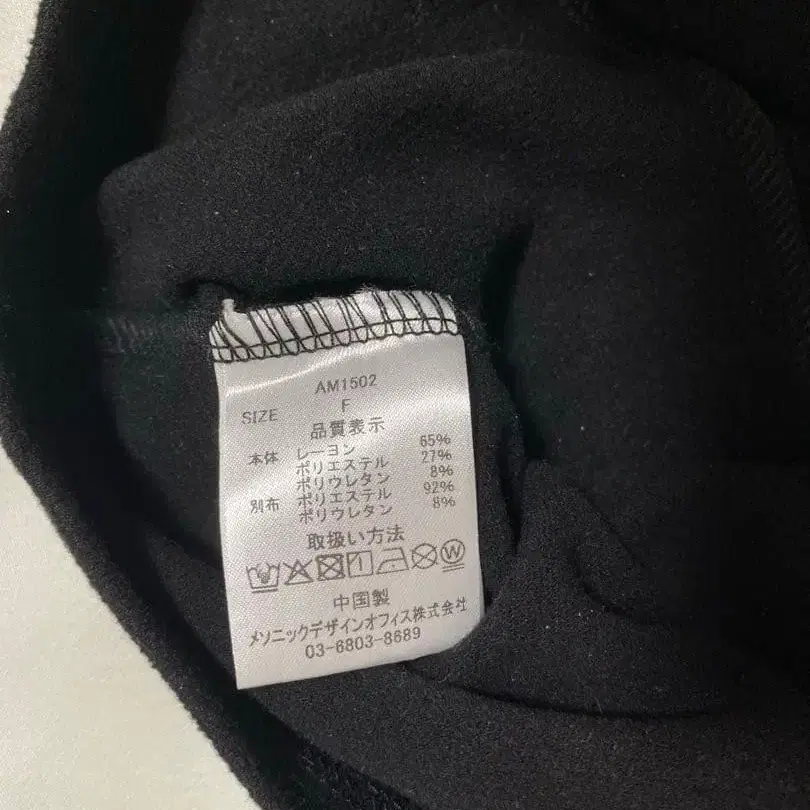 AM1502
SIZE F
品質表示
本体 レーヨン 65%
ポリエステル 27%
ポリウレタン 8%
別布 ポリエステル 92%
ポリウレタン 8%
取扱い方法
中国製
メソニックデザインオフィス株式会社
03-6803-8689